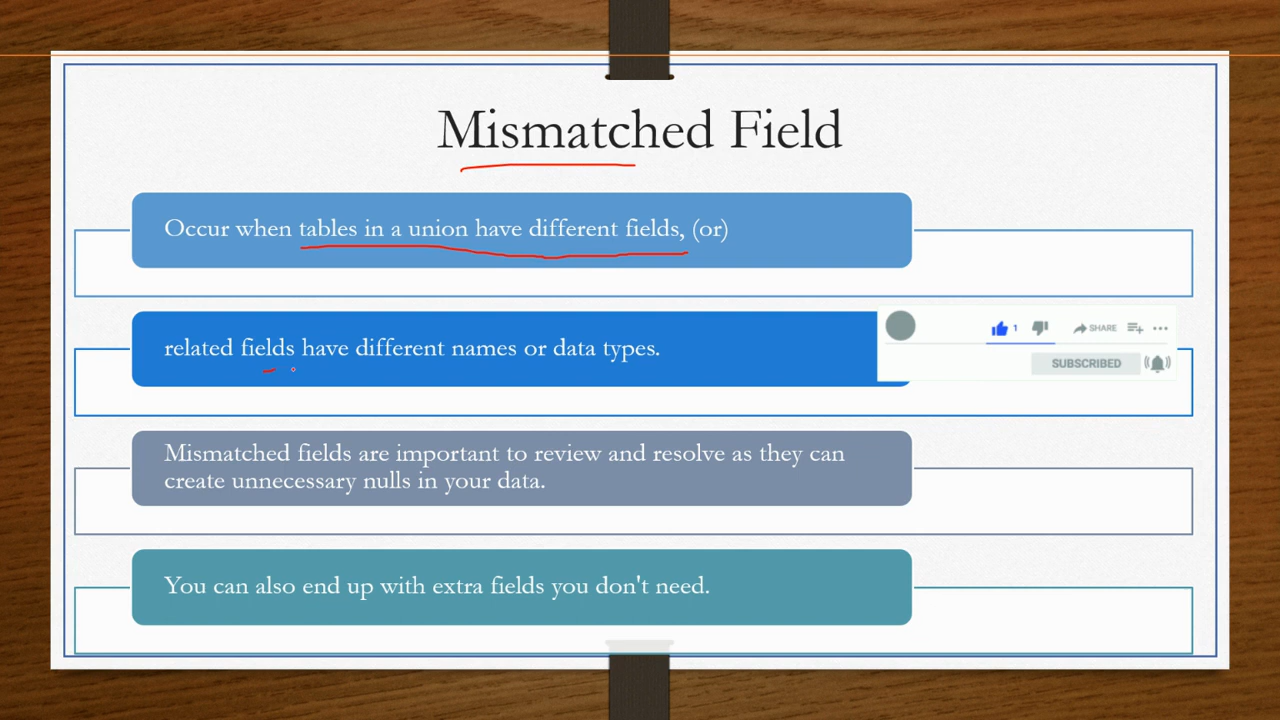 Mismatched Field
Occur when tables in a union have different fields, (or)
related fields have different names or data types.
1
SHARE
SUBSCRIBED
Mismatched fields are important to review and resolve as they can
create unnecessary nulls in your data.
You can also end up with extra fields you don't need.